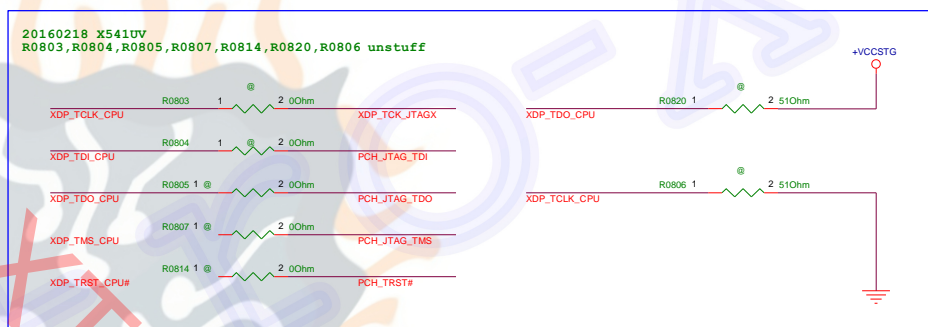 20160218 X541UV
R0803,R0804,R0805,R0807,R0814,R0820,R0806 unstuff
+VCCSTG
@ @
R0803 1 2 0Ohm R0820 1 2 51Ohm
XDP_TCLK_CPU XDP_TCK_JTAGX XDP_TDO_CPU
R0804 1 @ 2 0Ohm
XDP_TDI_CPU PCH_JTAG_TDI
@
R0805 1 @ 2 0Ohm R0806 1 2 51Ohm
XDP_TDO_CPU PCH_JTAG_TDO XDP_TCLK_CPU
R0807 1 @ 2 0Ohm
XDP_TMS_CPU PCH_JTAG_TMS
R0814 1 @ 2 0Ohm
XDP_TRST_CPU# PCH_TRST#